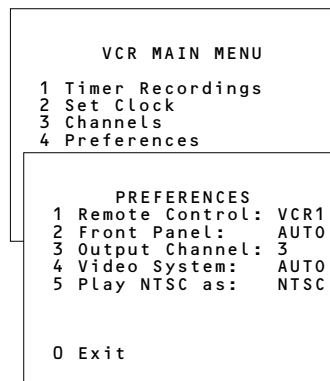 VCR MAIN MENU
1 Timer Recordings
2 Set Clock
3 Channels
4 Preferences
PREFERENCES
1 Remote Control: VCR1
2 Front Panel: AUTO
3 Output Channel: 3
4 Video System: AUTO
5 Play NTSC as: NTSC
0 Exit